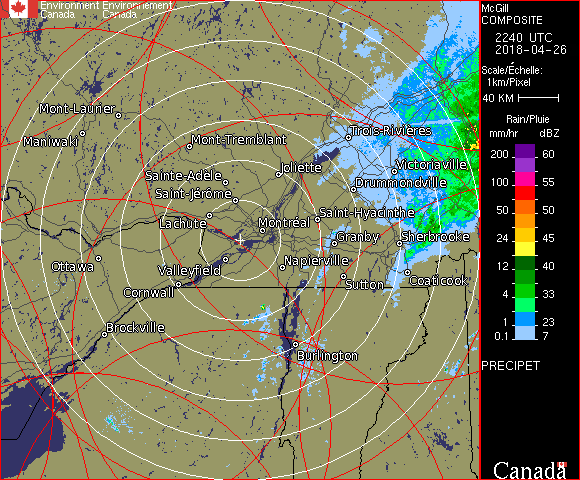 Environment Environnement
Canada Canada
McGill
COMPOSITE
2240 UTC
2018-04-26
Scale/Échelle:
1km/Pixel
40 KM
Rain/Pluie
mm/hr dBZ
200 60
100 55
50 50
24 45
12 40
4 33
1 23
0.1 7
PRECIPET
Canada
Mont-Laurier
Maniwaki
Mont-Tremblant
Trois-Rivières
Sainte-Adèle
Joliette
Victoriaville
Saint-Jérôme
Drummondville
Lachute
Montréal
Saint-Hyacinthe
Granby
Sherbrooke
Ottawa
Valleyfield
Napierville
Cornwall
Sutton
Coaticook
Brockville
Burlington